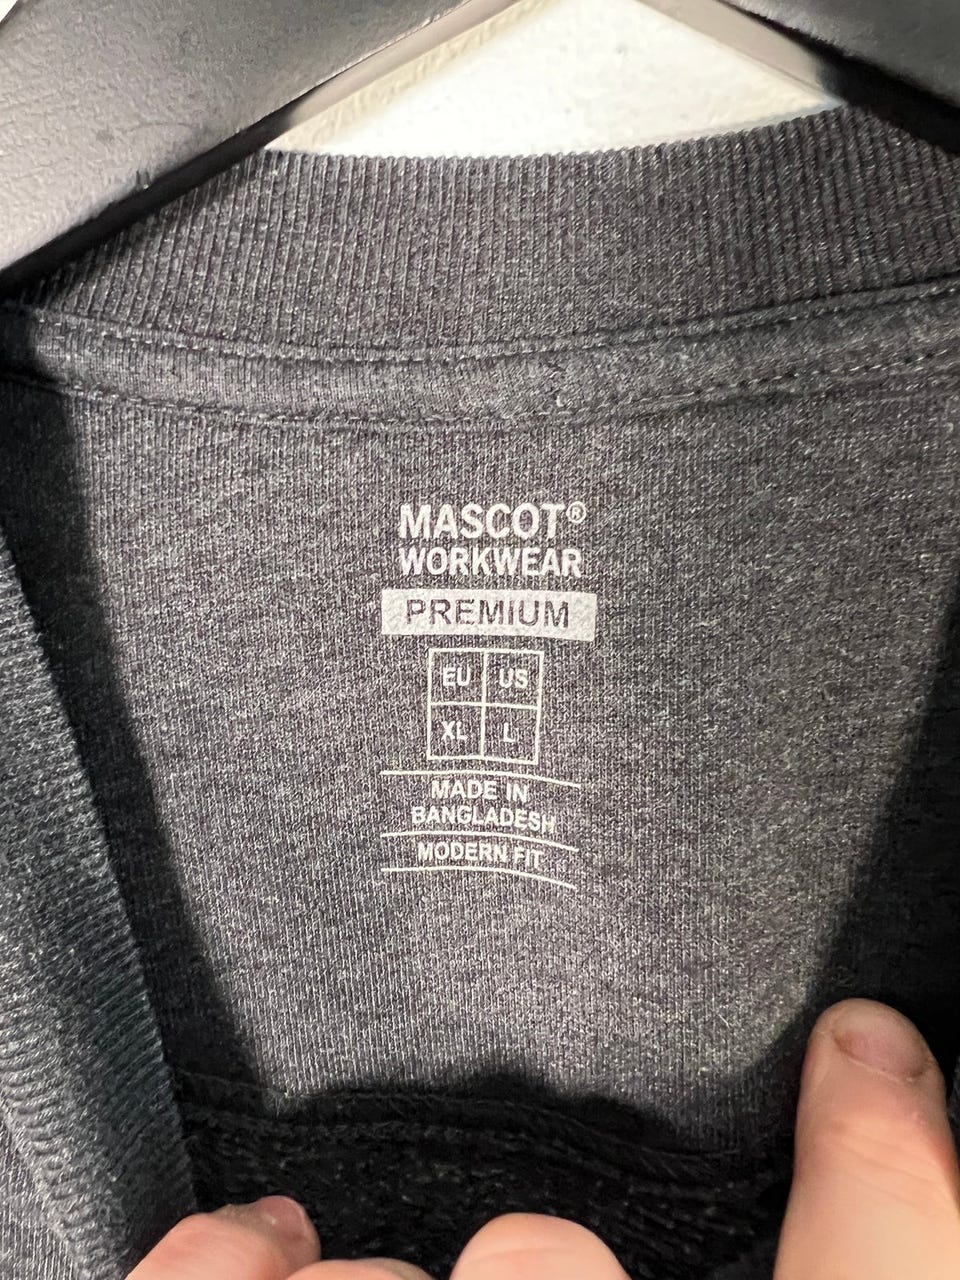 MASCOT®
WORKWEAR
PREMIUM
EU US
XL L
MADE IN
BANGLADESH
MODERN FIT